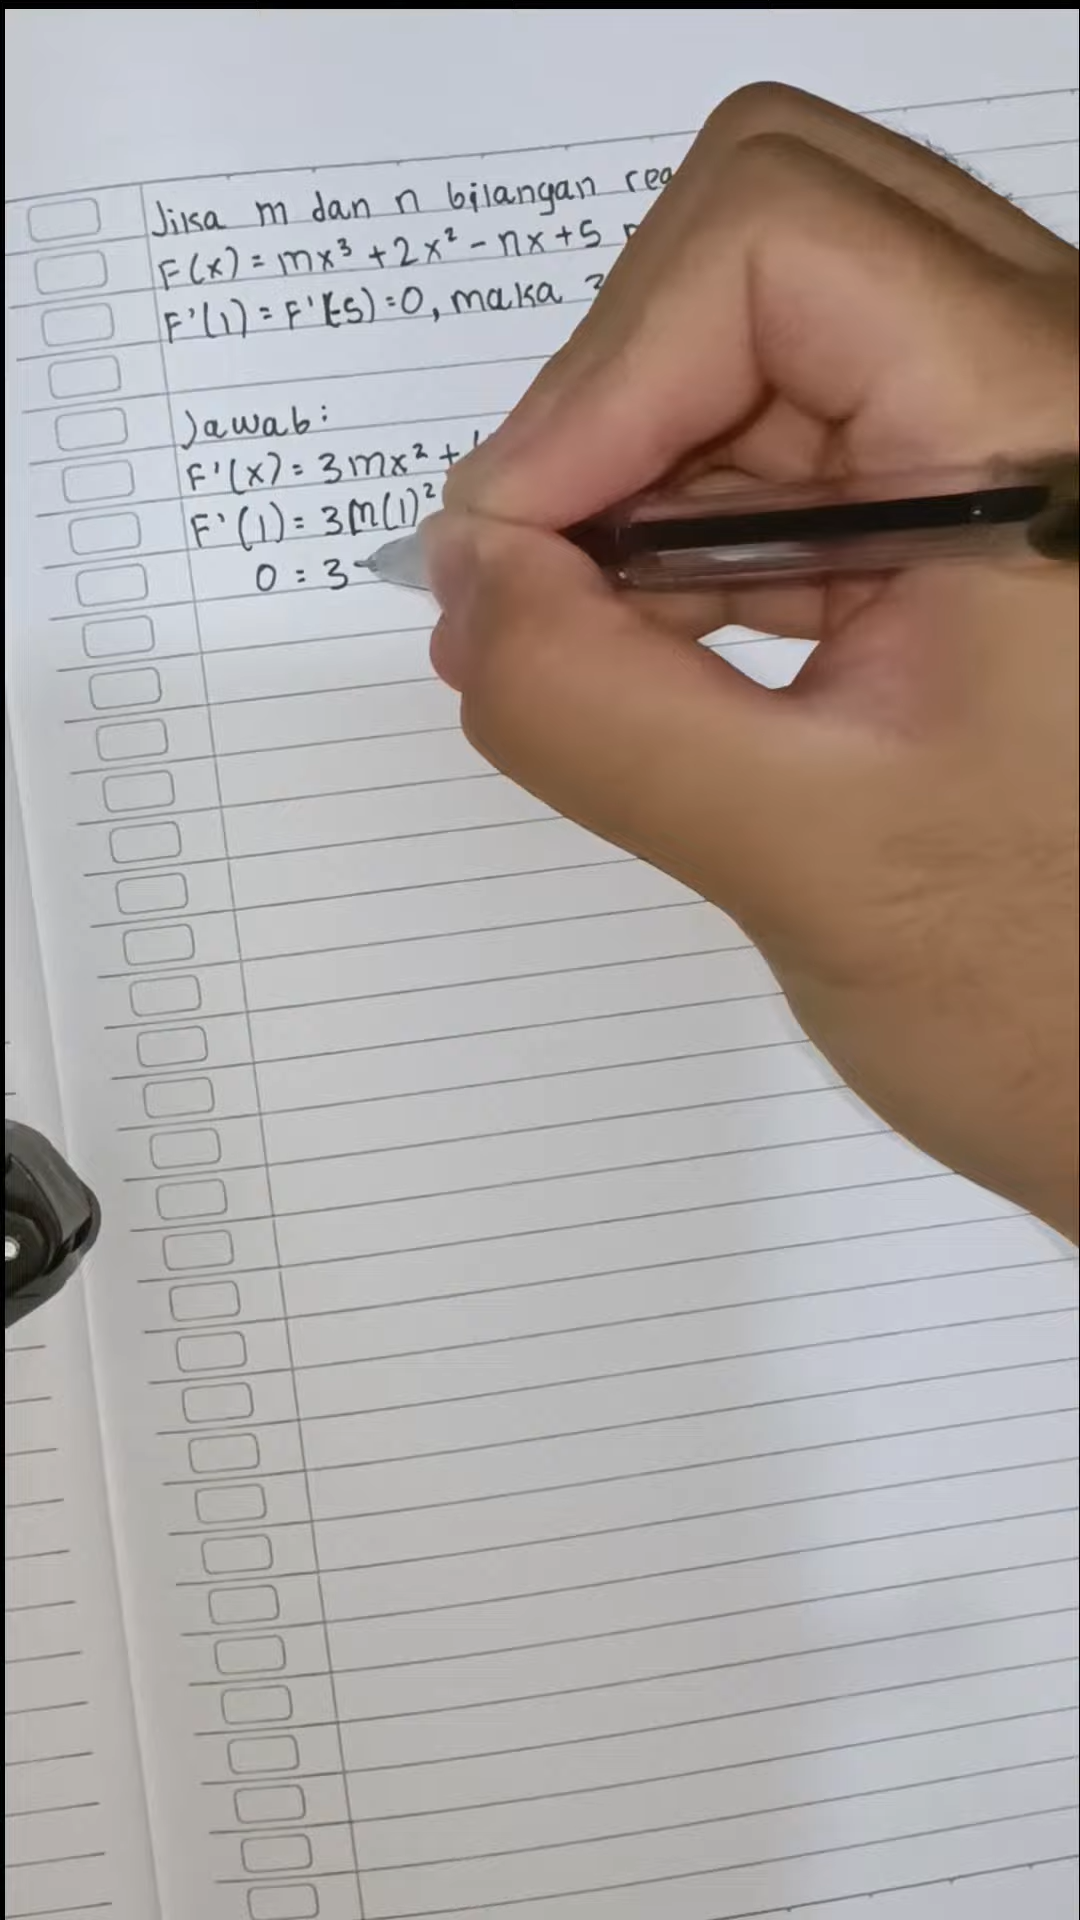 Jika m dan n bilangan
F(x) = mx³ + 2x² - nx + 5
F'(1) = F'(-5) = 0, maka
Jawab:
F'(x) = 3mx² +
F'(1) = 3m(1)²
0 = 3